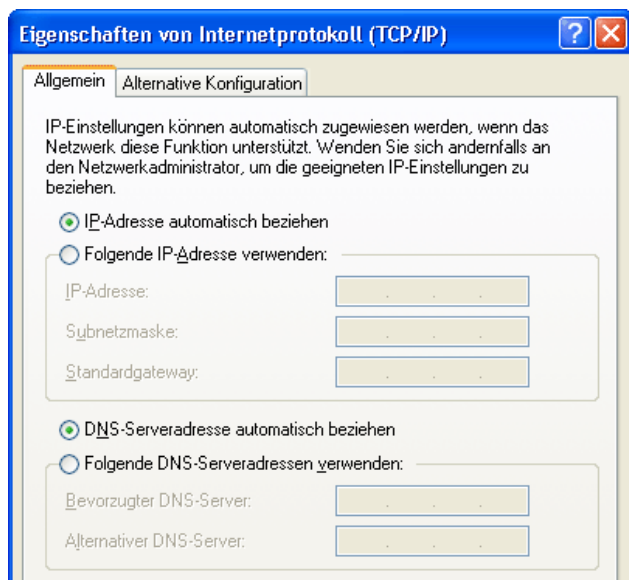 Eigenschaften von Internetprotokoll (TCP/IP)
Allgemein
Alternative Konfiguration
IP-Einstellungen können automatisch zugewiesen werden, wenn das
Netzwerk diese Funktion unterstützt. Wenden Sie sich andernfalls an
den Netzwerkadministrator, um die geeigneten IP-Einstellungen zu
beziehen.
IP-Adresse automatisch beziehen
Folgende IP-Adresse verwenden:
IP-Adresse:
Subnetzmaske:
Standardgateway:
DNS-Serveradresse automatisch beziehen
Folgende DNS-Serveradressen verwenden:
Bevorzugter DNS-Server:
Alternativer DNS-Server: